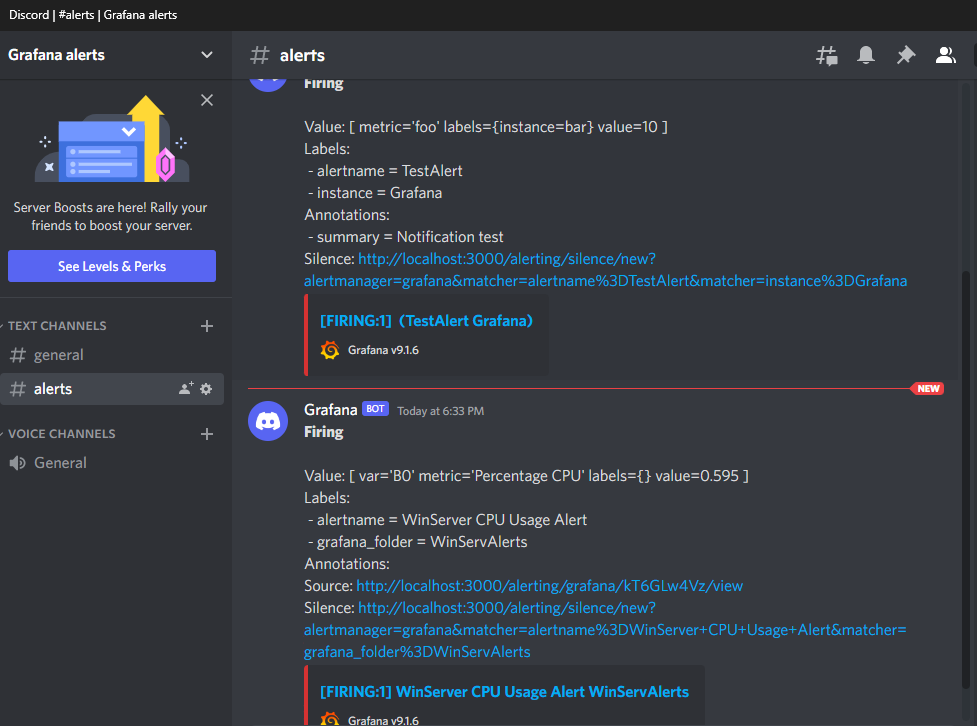 Discord | #alerts | Grafana alerts
Grafana alerts
Server Boosts are here! Rally your
friends to boost your server.
See Levels & Perks
TEXT CHANNELS
# general
# alerts
VOICE CHANNELS
General
# alerts
Firing
Value: [ metric='foo' labels={instance=bar} value=10 ]
Labels:
- alertname = TestAlert
- instance = Grafana
Annotations:
- summary = Notification test
Silence: http://localhost:3000/alerting/silence/new?
alertmanager=grafana&matcher=alertname%3DTestAlert&matcher=instance%3DGrafana
[FIRING:1] (TestAlert Grafana)
Grafana v9.1.6
NEW
Grafana BOT Today at 6:33 PM
Firing
Value: [ var='B0' metric='Percentage CPU' labels={} value=0.595 ]
Labels:
- alertname = WinServer CPU Usage Alert
- grafana_folder = WinServAlerts
Annotations:
Source: http://localhost:3000/alerting/grafana/kT6GLw4Vz/view
Silence: http://localhost:3000/alerting/silence/new?
alertmanager=grafana&matcher=alertname%3DWinServer+CPU+Usage+Alert&matcher=
grafana_folder%3DWinServAlerts
[FIRING:1] WinServer CPU Usage Alert WinServAlerts
Grafana v9.1.6